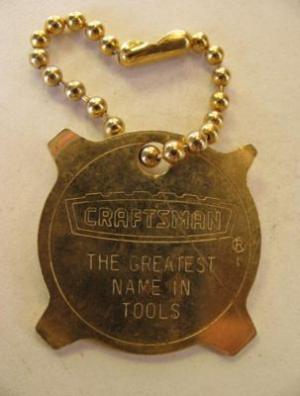 CRAFTSMAN
®
THE GREATEST
NAME IN
TOOLS